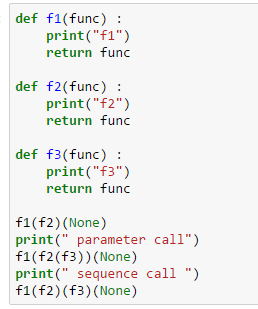 def f1(func) :
    print("f1")
    return func
def f2(func) :
    print("f2")
    return func
def f3(func) :
    print("f3")
    return func
f1(f2)(None)
print(" parameter call")
f1(f2(f3))(None)
print(" sequence call ")
f1(f2)(f3)(None)